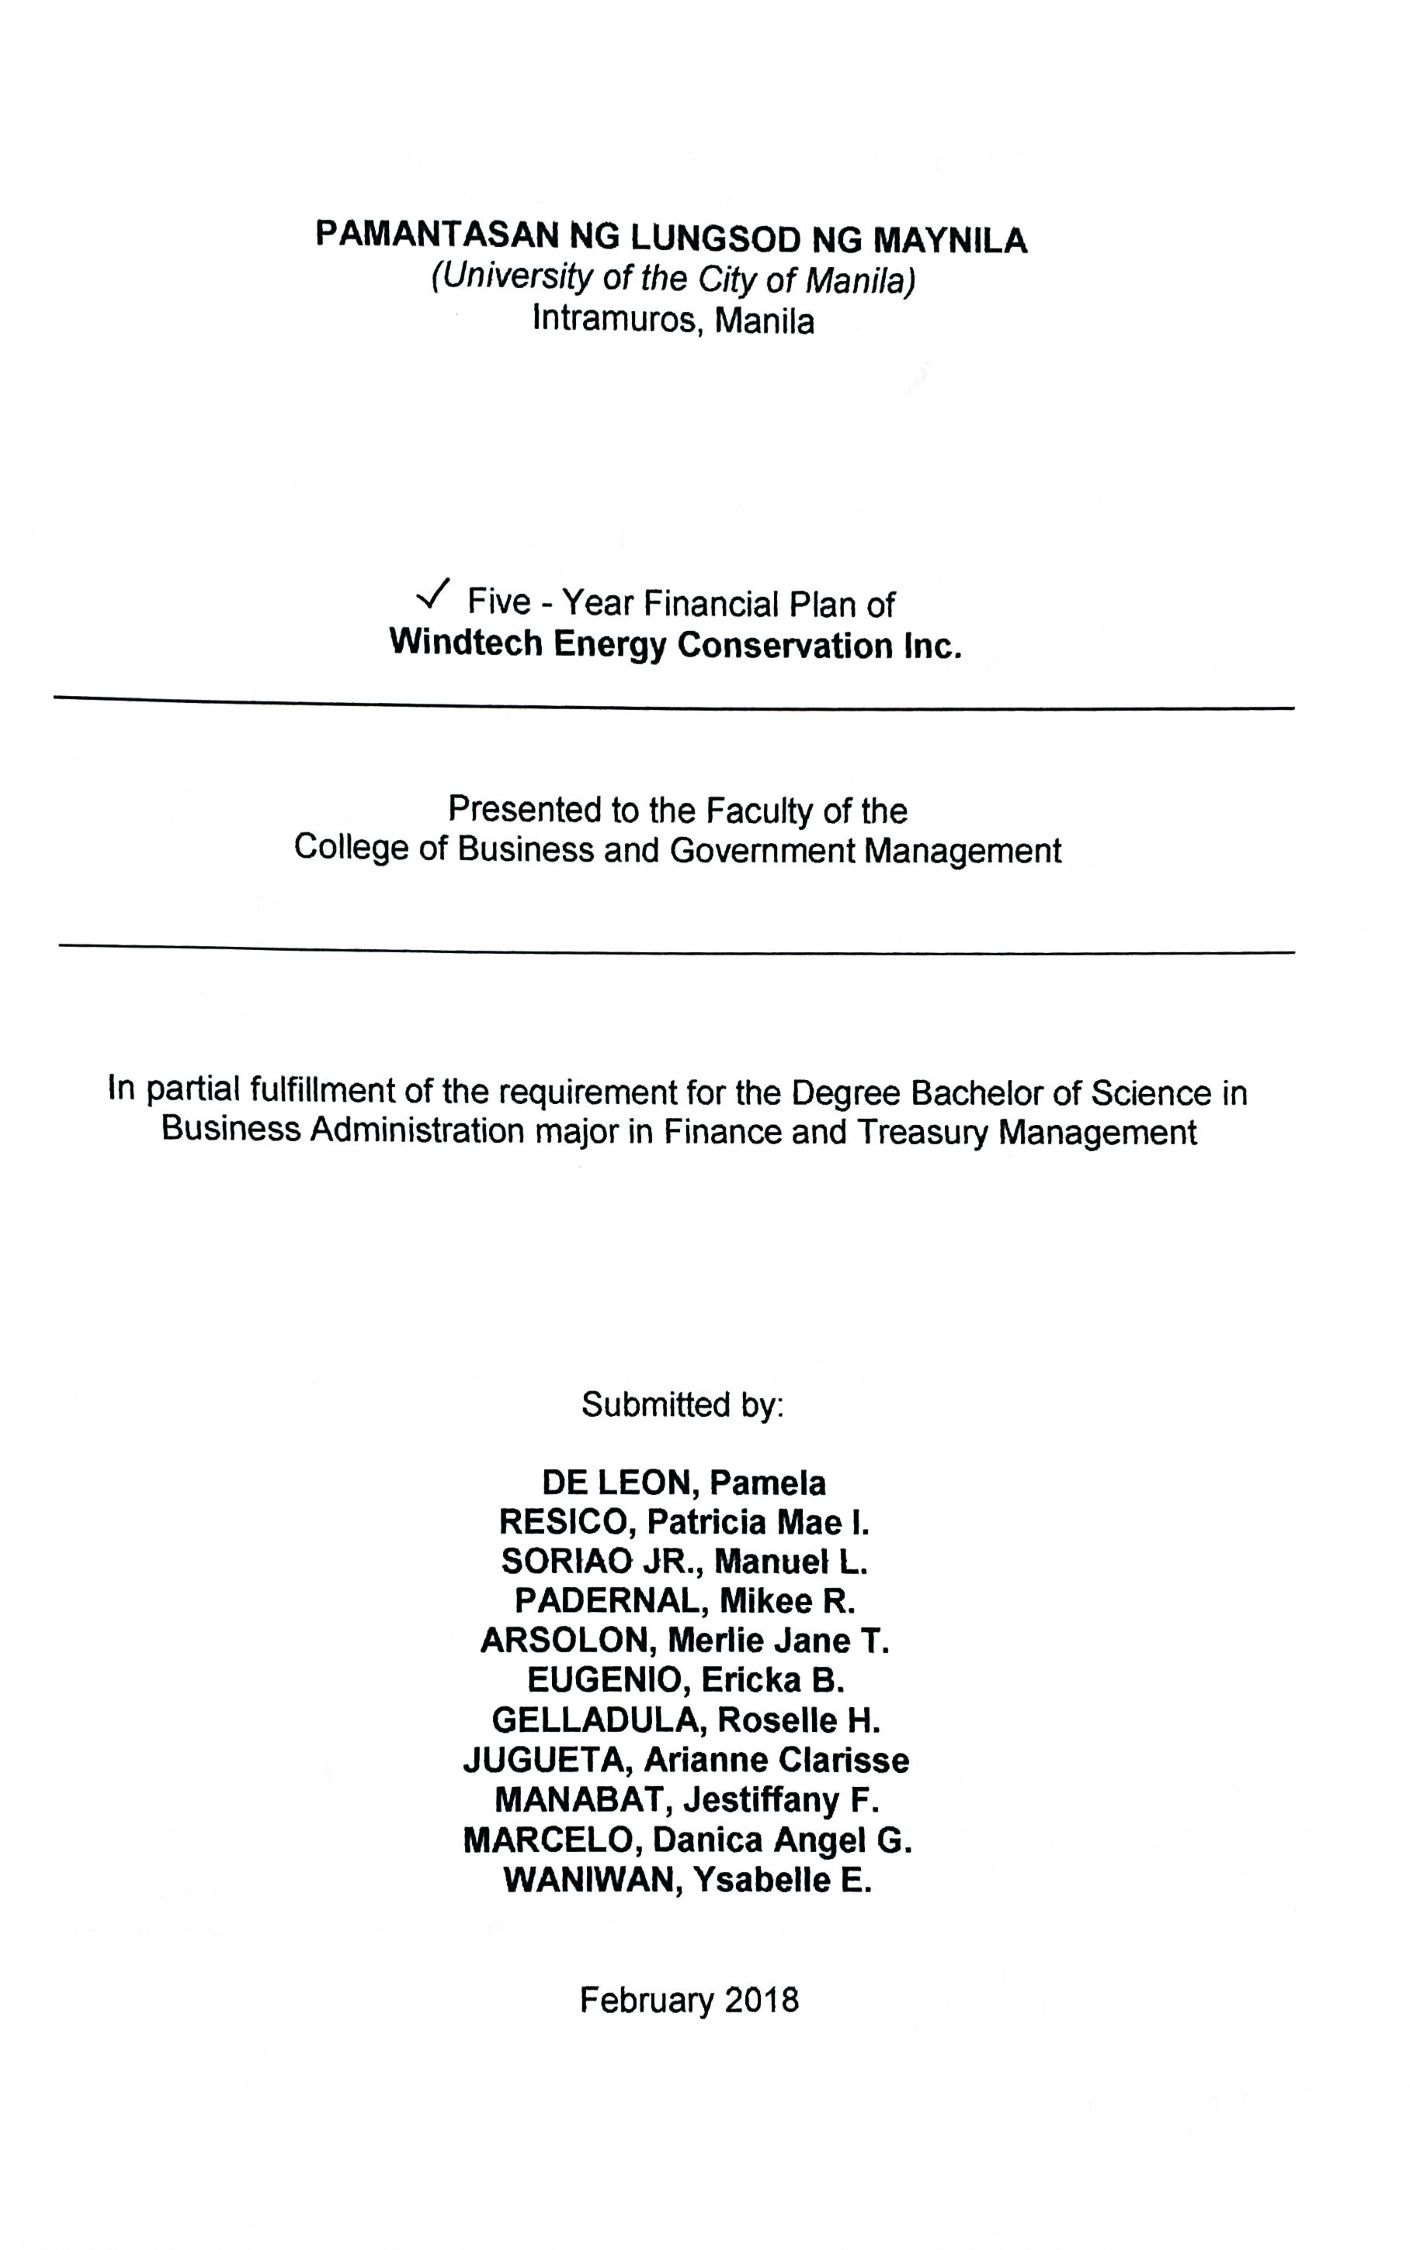 PAMANTASAN NG LUNGSOD NG MAYNILA
(University of the City of Manila)
Intramuros, Manila
✓ Five - Year Financial Plan of
Windtech Energy Conservation Inc.
Presented to the Faculty of the
College of Business and Government Management
In partial fulfillment of the requirement for the Degree Bachelor of Science in
Business Administration major in Finance and Treasury Management
Submitted by:
DE LEON, Pamela
RESICO, Patricia Mae I.
SORIAO JR., Manuel L.
PADERNAL, Mikee R.
ARSOLON, Merlie Jane T.
EUGENIO, Ericka B.
GELLADULA, Roselle H.
JUGUETA, Arianne Clarisse
MANABAT, Jestiffany F.
MARCELO, Danica Angel G.
WANIWAN, Ysabelle E.
February 2018